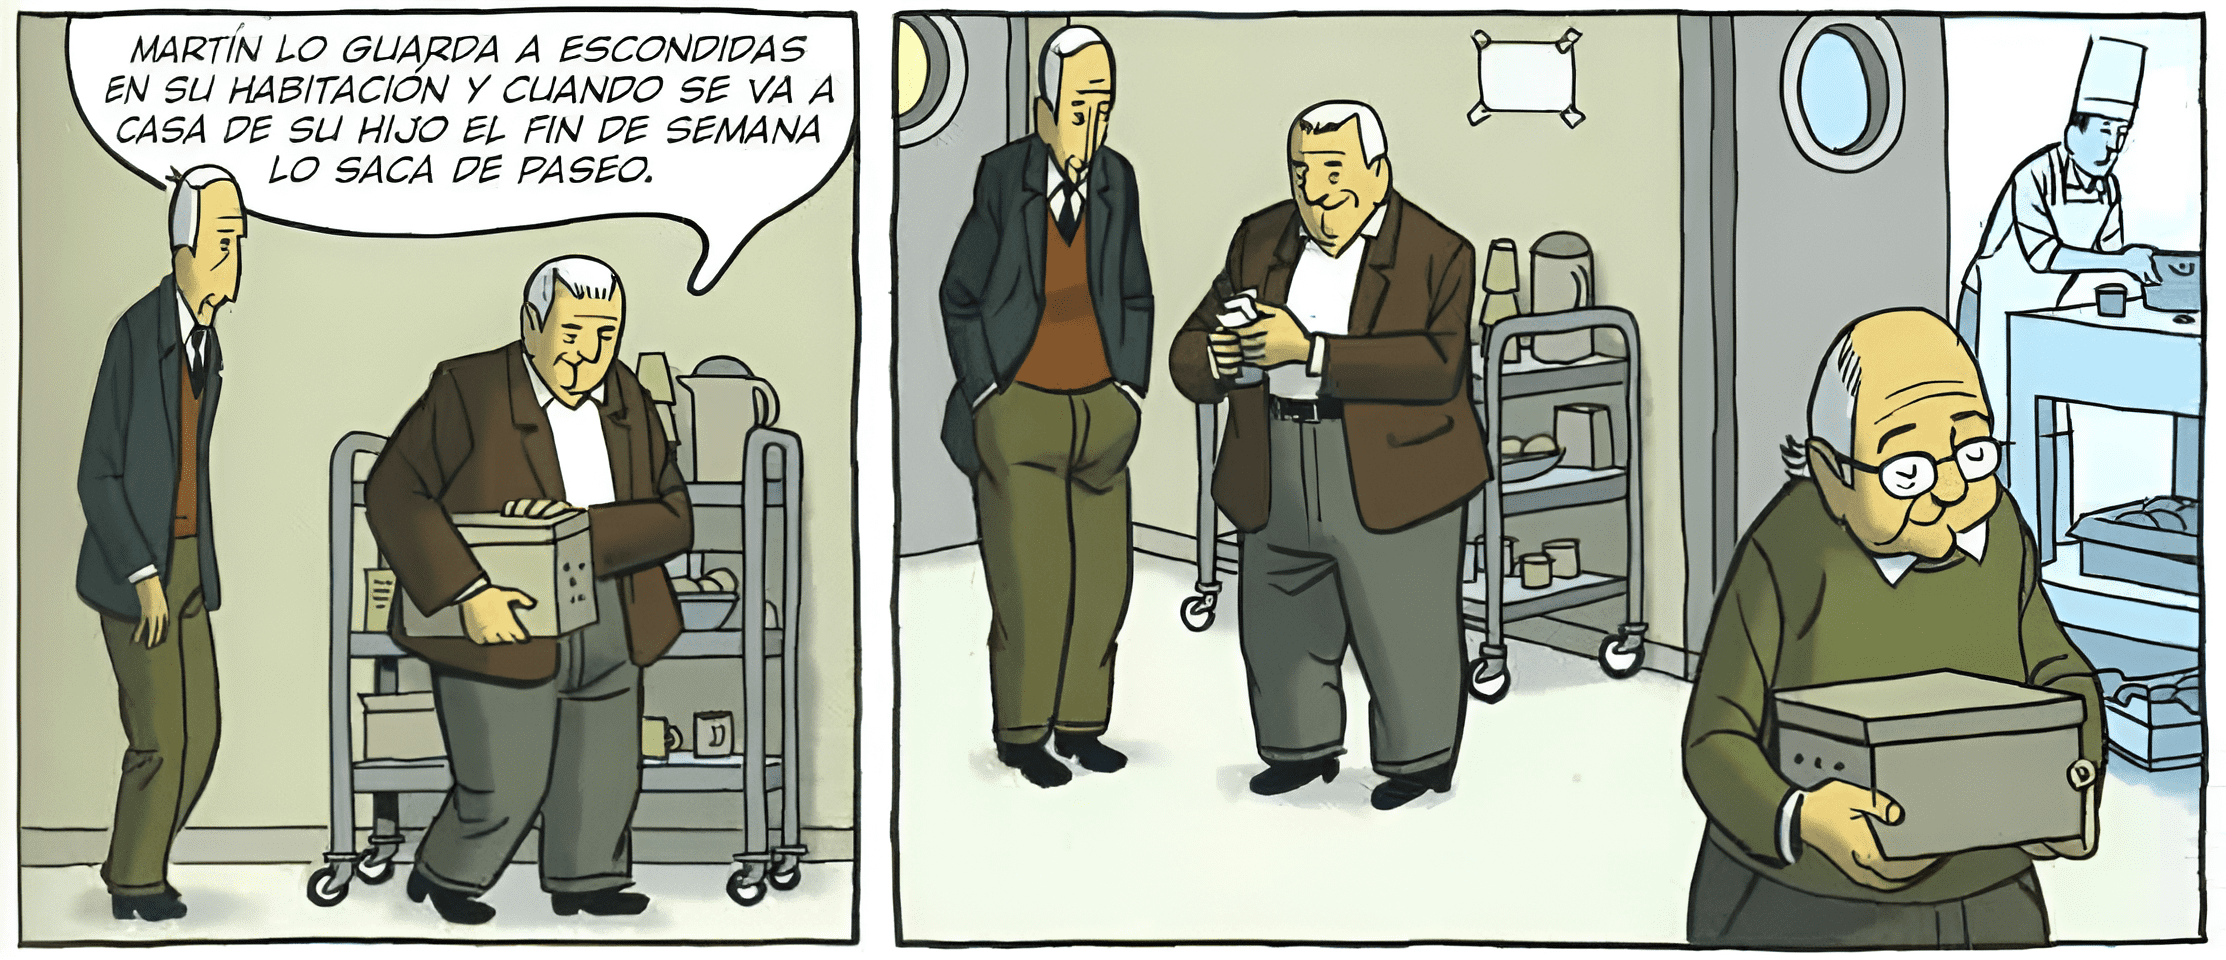 MARTÍN LO GUARDA A ESCONDIDAS
EN SU HABITACIÓN Y CUANDO SE VA A
CASA DE SU HIJO EL FIN DE SEMANA
LO SACA DE PASEO.